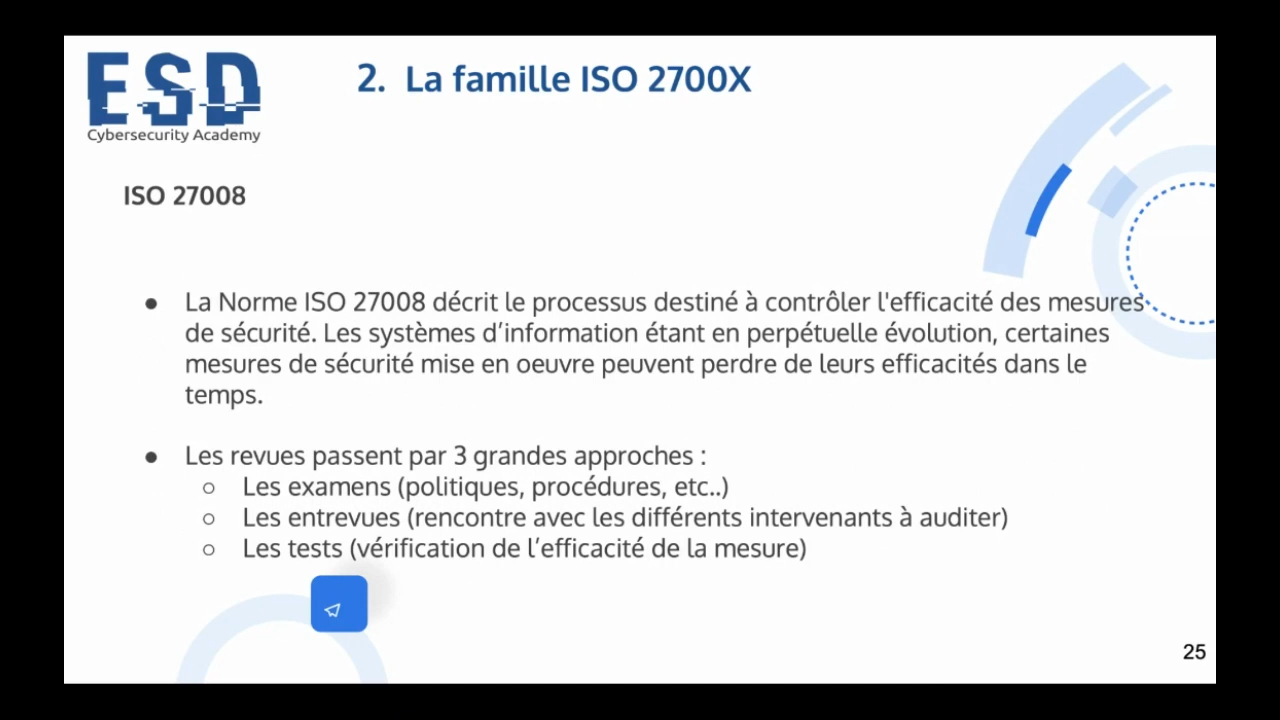 ESD
Cybersecurity Academy
2. La famille ISO 2700X
ISO 27008
● La Norme ISO 27008 décrit le processus destiné à contrôler l'efficacité des mesures
de sécurité. Les systèmes d’information étant en perpétuelle évolution, certaines
mesures de sécurité mise en oeuvre peuvent perdre de leurs efficacités dans le
temps.
● Les revues passent par 3 grandes approches :
○ Les examens (politiques, procédures, etc..)
○ Les entrevues (rencontre avec les différents intervenants à auditer)
○ Les tests (vérification de l’efficacité de la mesure)
25